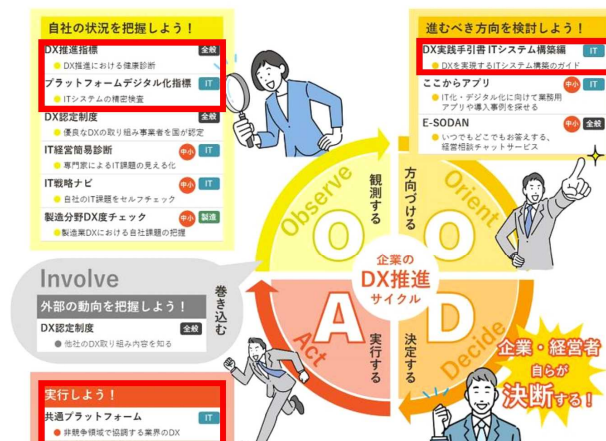 自社の状況を把握しよう！
DX推進指標 全般
DX推進における健康診断
プラットフォームデジタル化指標 IT
ITシステムの精密検査
DX認定制度 全般
優良なDXの取り組み事業者を国が認定
IT経営簡易診断 中小 IT
専門家によるIT課題の見える化
IT戦略ナビ 中小 IT
自社のIT課題をセルフチェック
製造分野DX度チェック 中小 製造
製造業DXにおける自社課題の把握
進むべき方向を検討しよう！
DX実践手引書 ITシステム構築編 IT
DXを実現するITシステム構築のガイド
ここからアプリ 中小 IT
IT化・デジタル化に向けて業務用
アプリや導入事例を探せる
E-SODAN 中小 全般
いつでもどこでもお答えする、
経営相談チャットサービス
Observe
O
観測する
Orient
O
方向づける
企業の
DX推進
サイクル
Involve
巻き込む
外部の動向を把握しよう！
DX認定制度 全般
他社のDX取り組み内容を知る
Act
A
実行する
Decide
D
決定する
企業・経営者
自らが
決断する！
実行しよう！
共通プラットフォーム IT
非競争領域で協調する業界のDX